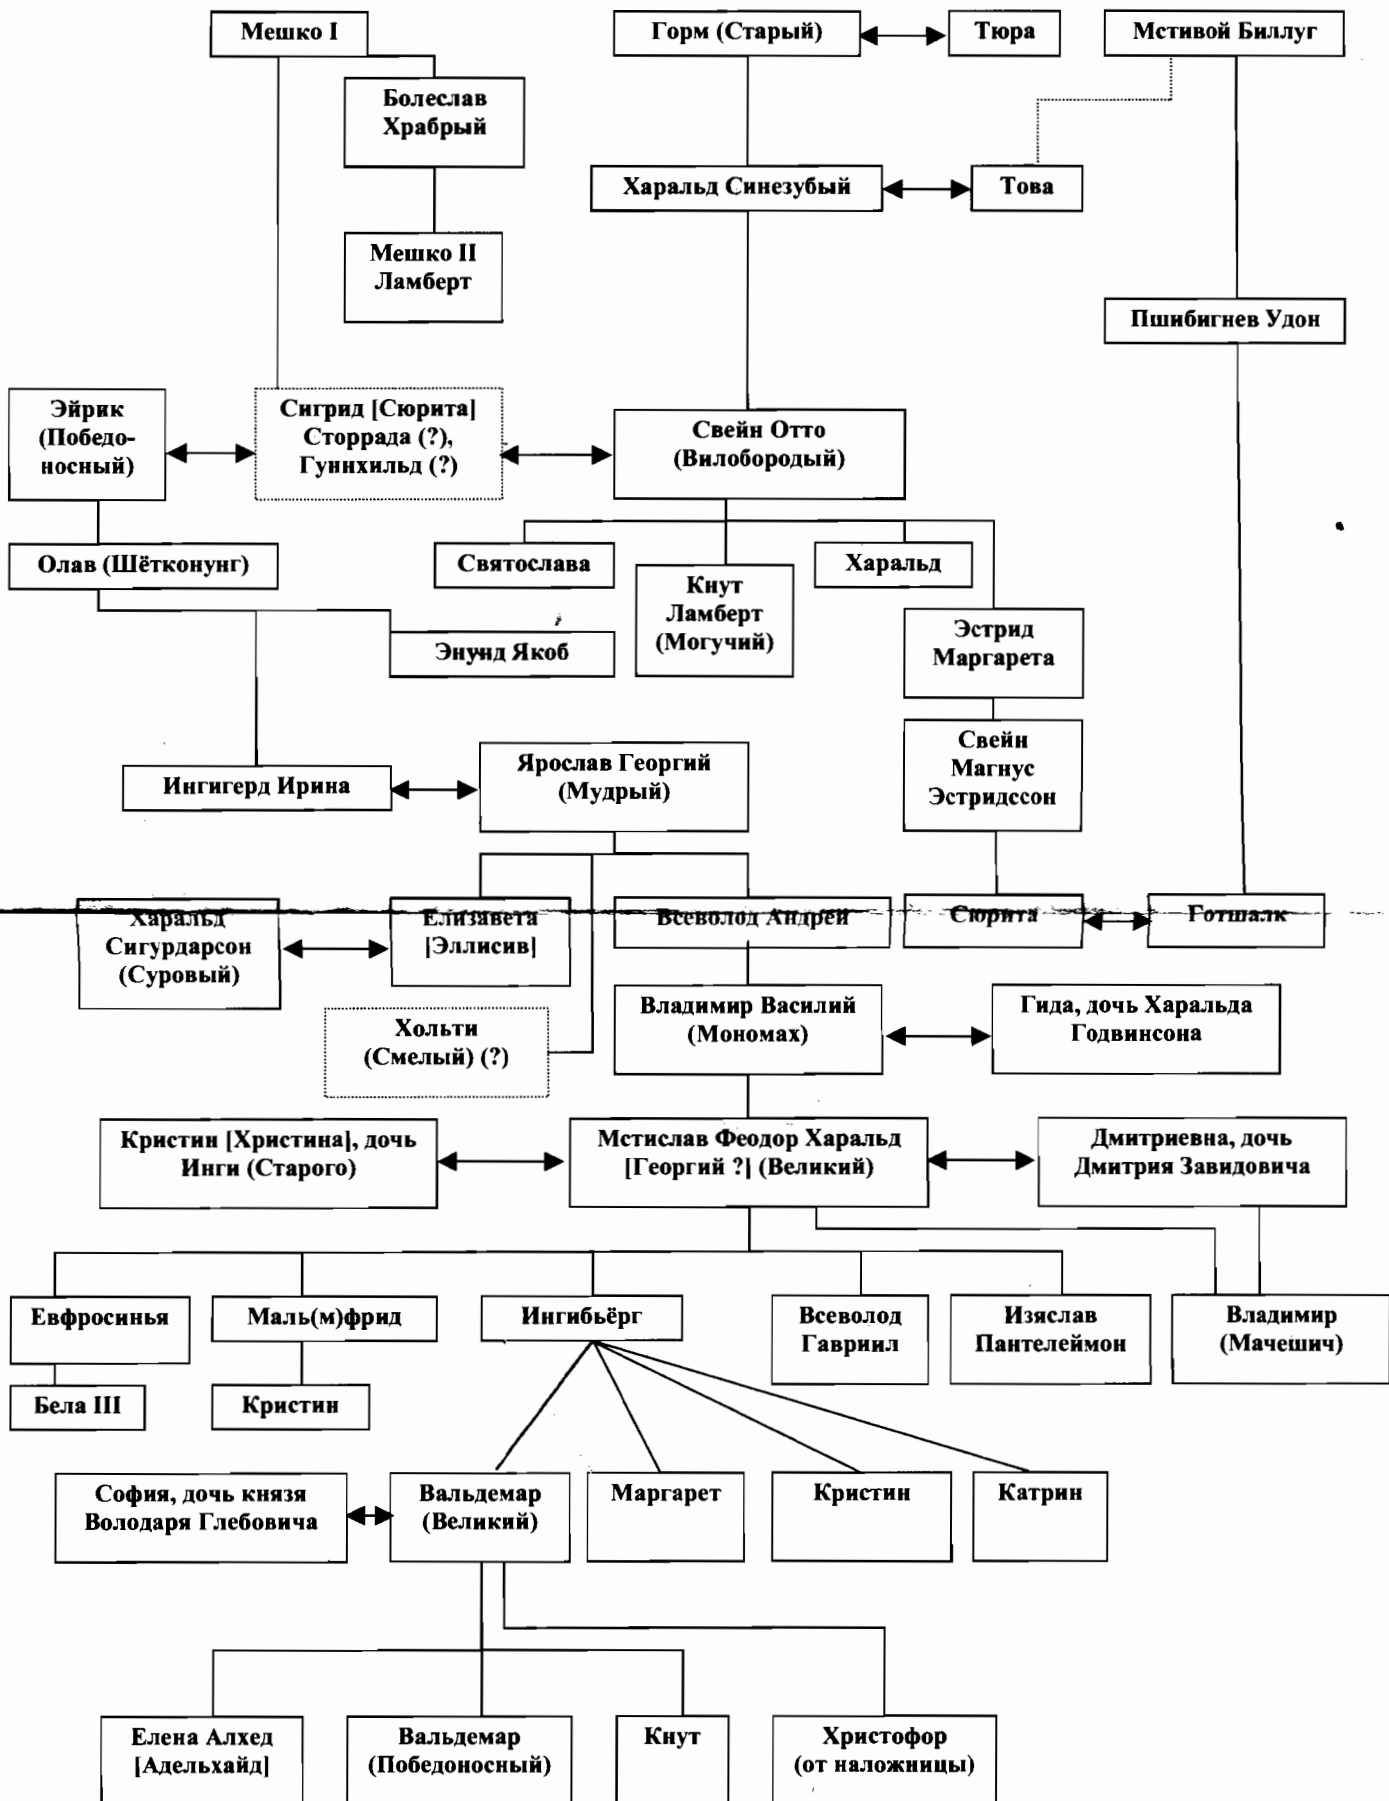 Мешко I
Горм (Старый)
Тюра
Мстивой Биллуг
Болеслав
Храбрый
Харальд Синезубый
Това
Мешко II
Ламберт
Пшибигнев Удон
Эйрик
(Победо-
носный)
Сигрид [Сюрита]
Сторрада (?),
Гуннхильд (?)
Свейн Отто
(Вилобородый)
Олав (Шётконунг)
Святослава
Кнут
Ламберт
(Могучий)
Харальд
Эстрид
Маргарета
Энунд Якоб
Свейн
Магнус
Эстридссон
Ингигерд Ирина
Ярослав Георгий
(Мудрый)
Харальд
Сигурдарсон
(Суровый)
Елизавета
[Эллисив]
Всеволод Андрей
Сюрита
Готшалк
Хольти
(Смелый) (?)
Владимир Василий
(Мономах)
Гида, дочь Харальда
Годвинсона
Кристин [Христина], дочь
Инги (Старого)
Мстислав Феодор Харальд
[Георгий ?] (Великий)
Дмитриевна, дочь
Дмитрия Завидовича
Евфросинья
Маль(м)фрид
Ингибьёрг
Всеволод
Гавриил
Изяслав
Пантелеймон
Владимир
(Мачешич)
Бела III
Кристин
София, дочь князя
Володаря Глебовича
Вальдемар
(Великий)
Маргарет
Кристин
Катрин
Елена Алхед
[Адельхайд]
Вальдемар
(Победоносный)
Кнут
Христофор
(от наложницы)